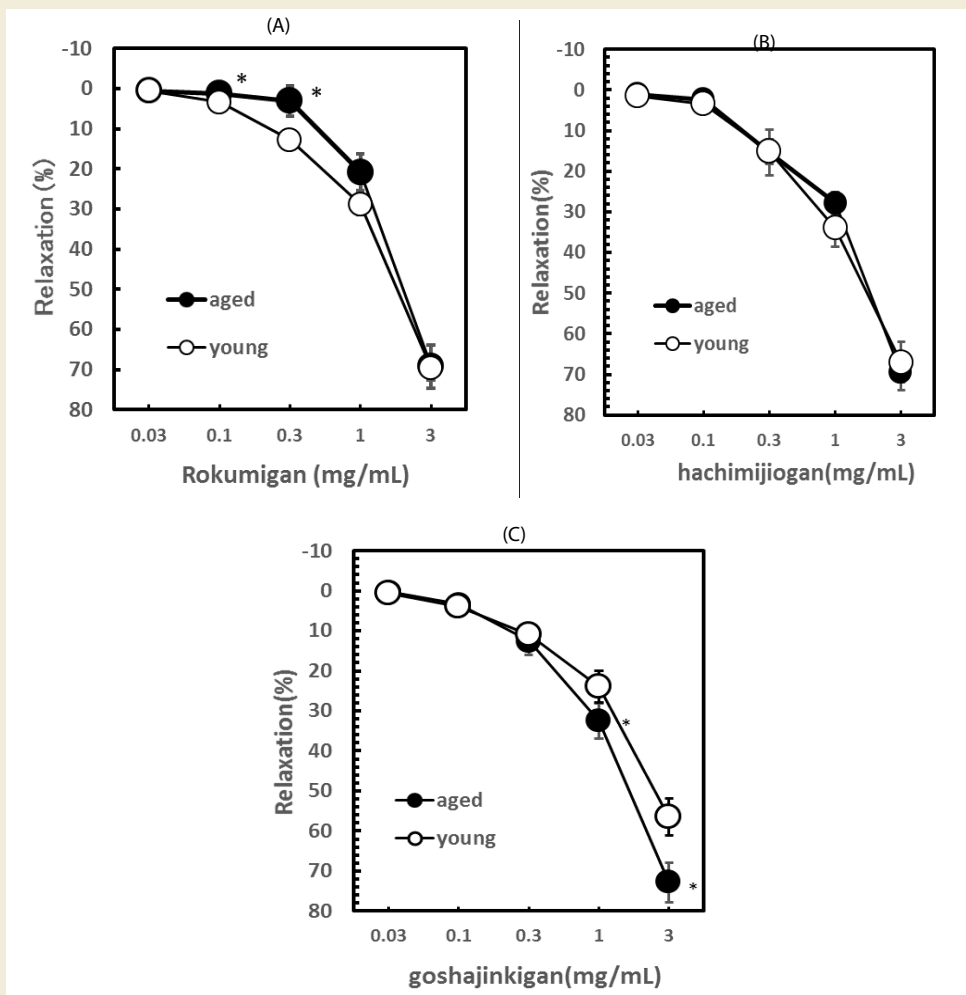 (A)
-10
0
10
20
30
40
50
60
70
80
Relaxation (%)
*
*
aged
young
0.03 0.1 0.3 1 3
Rokumigan (mg/mL)
(B)
-10
0
10
20
30
40
50
60
70
80
Relaxation(%)
aged
young
0.03 0.1 0.3 1 3
hachimijiogan(mg/mL)
(C)
-10
0
10
20
30
40
50
60
70
80
Relaxation(%)
*
aged
young
*
0.03 0.1 0.3 1 3
goshajinkigan(mg/mL)